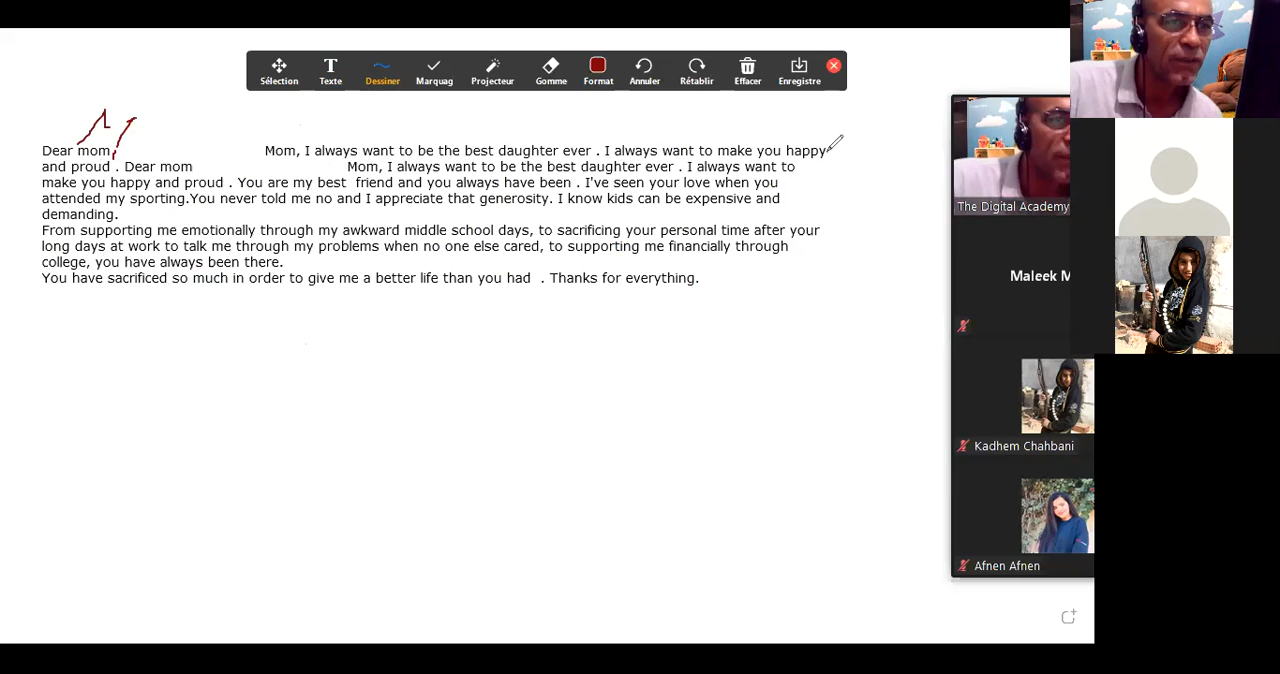 Sélection Texte Dessiner Marquag Projecteur Gomme Format Annuler Rétablir Effacer Enregistre
M
,
Dear mom Mom, I always want to be the best daughter ever . I always want to make you happy
and proud . Dear mom Mom, I always want to be the best daughter ever . I always want to
make you happy and proud . You are my best friend and you always have been . I've seen your love when you
attended my sporting.You never told me no and I appreciate that generosity. I know kids can be expensive and
demanding.
From supporting me emotionally through my awkward middle school days, to sacrificing your personal time after your
long days at work to talk me through my problems when no one else cared, to supporting me financially through
college, you have always been there.
You have sacrificed so much in order to give me a better life than you had . Thanks for everything.
The Digital Academy
Maleek M
Kadhem Chahbani
Afnen Afnen